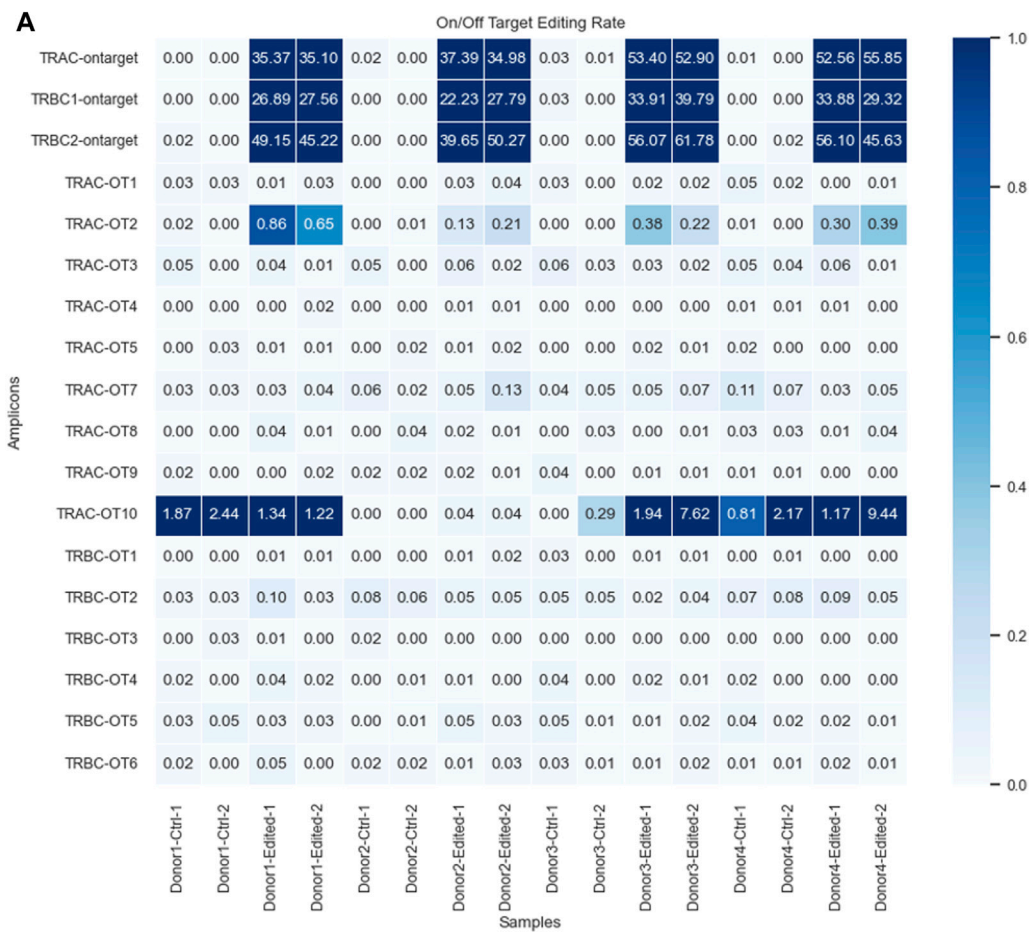 A
On/Off Target Editing Rate
TRAC-ontarget 0.00 0.00 35.37 35.10 0.02 0.00 37.39 34.98 0.03 0.01 53.40 52.90 0.01 0.00 52.56 55.85
TRBC1-ontarget 0.00 0.00 26.89 27.56 0.00 0.00 22.23 27.79 0.03 0.00 33.91 39.79 0.00 0.00 33.88 29.32
TRBC2-ontarget 0.02 0.00 49.15 45.22 0.00 0.00 39.65 50.27 0.00 0.00 56.07 61.78 0.00 0.02 56.10 45.63
TRAC-OT1 0.03 0.03 0.01 0.03 0.00 0.00 0.03 0.04 0.03 0.00 0.02 0.02 0.05 0.02 0.00 0.01
TRAC-OT2 0.02 0.00 0.86 0.65 0.00 0.01 0.13 0.21 0.00 0.00 0.38 0.22 0.01 0.00 0.30 0.39
TRAC-OT3 0.05 0.00 0.04 0.01 0.05 0.00 0.06 0.02 0.06 0.03 0.03 0.02 0.05 0.04 0.06 0.01
TRAC-OT4 0.00 0.00 0.00 0.02 0.00 0.00 0.01 0.01 0.00 0.00 0.00 0.00 0.01 0.01 0.01 0.00
TRAC-OT5 0.00 0.03 0.01 0.01 0.00 0.02 0.01 0.02 0.00 0.00 0.02 0.01 0.02 0.00 0.00 0.00
TRAC-OT7 0.03 0.03 0.03 0.04 0.06 0.02 0.05 0.13 0.04 0.05 0.05 0.07 0.11 0.07 0.03 0.05
TRAC-OT8 0.00 0.00 0.04 0.01 0.00 0.04 0.02 0.01 0.00 0.03 0.00 0.01 0.03 0.03 0.01 0.04
TRAC-OT9 0.02 0.00 0.00 0.02 0.02 0.02 0.02 0.01 0.04 0.00 0.01 0.01 0.01 0.01 0.00 0.00
TRAC-OT10 1.87 2.44 1.34 1.22 0.00 0.00 0.04 0.04 0.00 0.29 1.94 7.62 0.81 2.17 1.17 9.44
TRBC-OT1 0.00 0.00 0.01 0.01 0.00 0.00 0.01 0.02 0.03 0.00 0.01 0.01 0.00 0.01 0.00 0.00
TRBC-OT2 0.03 0.03 0.10 0.03 0.08 0.06 0.05 0.05 0.05 0.05 0.02 0.04 0.07 0.08 0.09 0.05
TRBC-OT3 0.00 0.03 0.01 0.00 0.02 0.00 0.00 0.00 0.00 0.00 0.00 0.00 0.00 0.00 0.00 0.00
TRBC-OT4 0.02 0.00 0.04 0.02 0.00 0.01 0.01 0.00 0.04 0.00 0.02 0.01 0.02 0.00 0.00 0.01
TRBC-OT5 0.03 0.05 0.03 0.03 0.00 0.01 0.05 0.03 0.05 0.01 0.01 0.02 0.04 0.02 0.02 0.01
TRBC-OT6 0.02 0.00 0.05 0.00 0.02 0.02 0.01 0.03 0.03 0.01 0.01 0.02 0.01 0.01 0.02 0.01
Amplicons
Donor1-Ctrl-1
Donor1-Ctrl-2
Donor1-Edited-1
Donor1-Edited-2
Donor2-Ctrl-1
Donor2-Ctrl-2
Donor2-Edited-1
Donor2-Edited-2
Donor3-Ctrl-1
Donor3-Ctrl-2
Donor3-Edited-1
Donor3-Edited-2
Donor4-Ctrl-1
Donor4-Ctrl-2
Donor4-Edited-1
Donor4-Edited-2
Samples
1.0
0.8
0.6
0.4
0.2
0.0